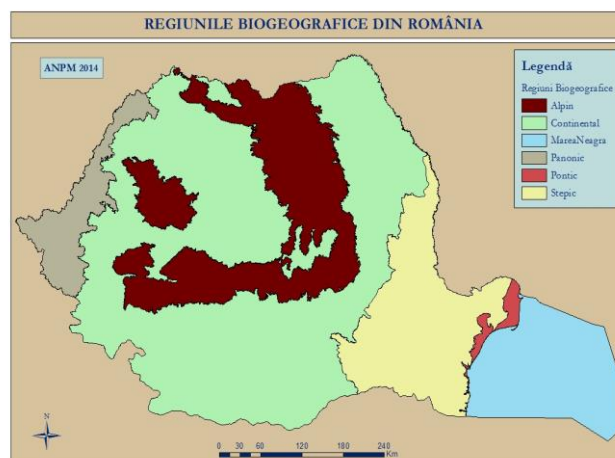 REGIUNILE BIOGEOGRAFICE DIN ROMÂNIA
ANPM 2014
Legendă
Regiuni Biogeografice
Alpin
Continental
MareaNeagra
Panonic
Pontic
Stepic
N
0 30 60 120 180 240
Km